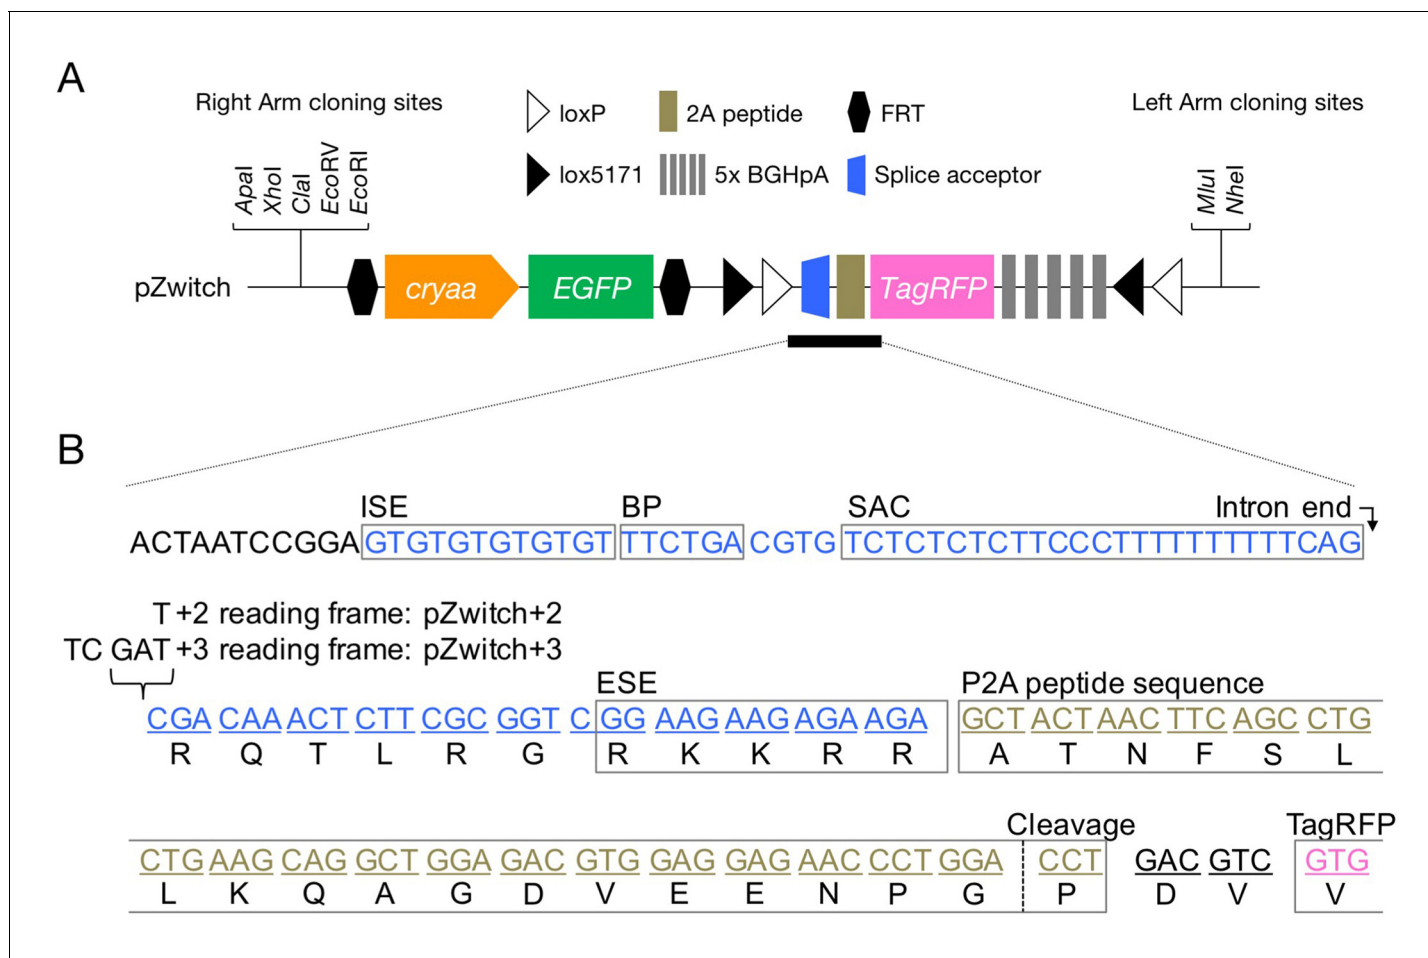 A
Right Arm cloning sites
loxP
2A peptide
FRT
Left Arm cloning sites
lox5171
5x BGHpA
Splice acceptor
ApaI
XhoI
ClaI
EcoRV
EcoRI
MluI
NheI
pZwitch
cryaa
EGFP
TagRFP
B
ISE BP SAC Intron end
ACTAATCCGGA GTGTGTGTGTGT TTCTGA CGTG TCTCTCTCTTCCCTTTTTTTTTTCAG
T +2 reading frame: pZwitch+2
TC GAT +3 reading frame: pZwitch+3
ESE P2A peptide sequence
CGA CAA ACT CTT CGC GGT C GG AAG AAG AGA AGA GCT ACT AAC TTC AGC CTG
R Q T L R G R K K R R A T N F S L
Cleavage TagRFP
CTG AAG CAG GCT GGA GAC GTG GAG GAG AAC CCT GGA CCT GAC GTC GTG
L K Q A G D V E E N P G P D V V